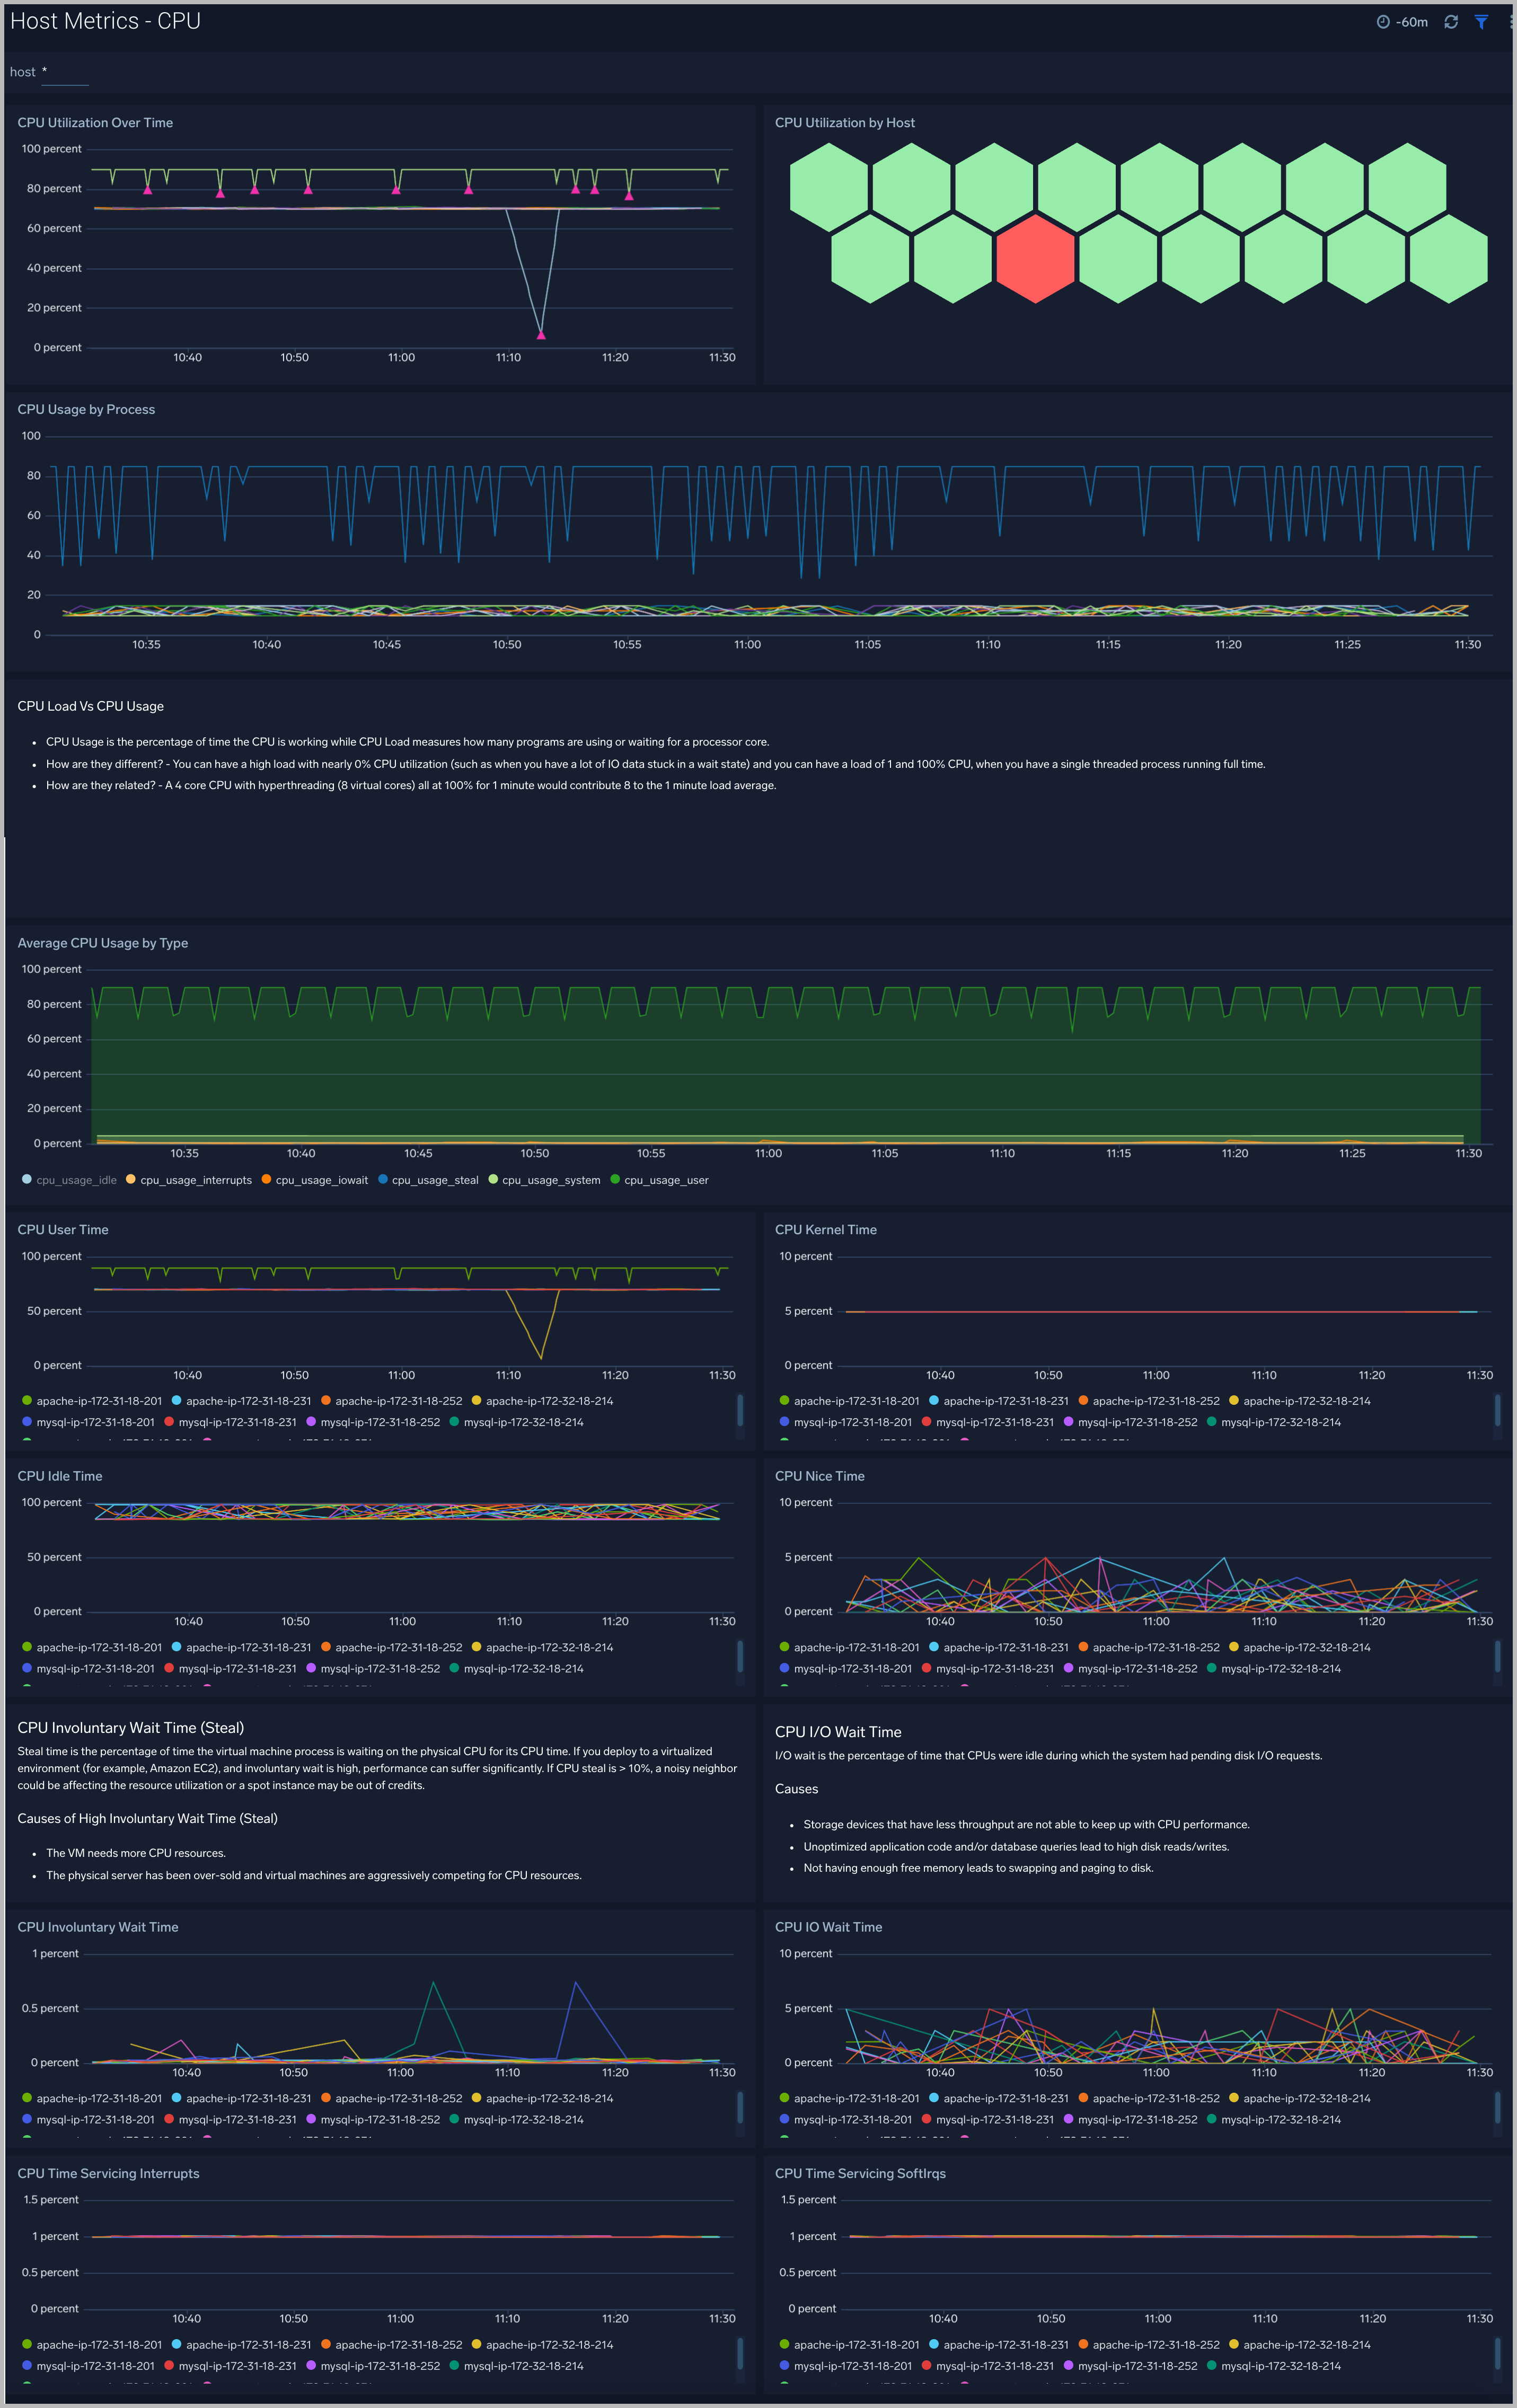 Host Metrics - CPU
-60m
host *
CPU Utilization Over Time
100 percent
80 percent
60 percent
40 percent
20 percent
0 percent
10:40 10:50 11:00 11:10 11:20 11:30
CPU Utilization by Host
CPU Usage by Process
100
80
60
40
20
0
10:35 10:40 10:45 10:50 10:55 11:00 11:05 11:10 11:15 11:20 11:25 11:30
CPU Load Vs CPU Usage
• CPU Usage is the percentage of time the CPU is working while CPU Load measures how many programs are using or waiting for a processor core.
• How are they different? - You can have a high load with nearly 0% CPU utilization (such as when you have a lot of IO data stuck in a wait state) and you can have a load of 1 and 100% CPU, when you have a single threaded process running full time.
• How are they related? - A 4 core CPU with hyperthreading (8 virtual cores) all at 100% for 1 minute would contribute 8 to the 1 minute load average.
Average CPU Usage by Type
100 percent
80 percent
60 percent
40 percent
20 percent
0 percent
10:35 10:40 10:45 10:50 10:55 11:00 11:05 11:10 11:15 11:20 11:25 11:30
cpu_usage_idle cpu_usage_interrupts cpu_usage_iowait cpu_usage_steal cpu_usage_system cpu_usage_user
CPU User Time
100 percent
50 percent
0 percent
10:40 10:50 11:00 11:10 11:20 11:30
apache-ip-172-31-18-201 apache-ip-172-31-18-231 apache-ip-172-31-18-252 apache-ip-172-32-18-214
mysql-ip-172-31-18-201 mysql-ip-172-31-18-231 mysql-ip-172-31-18-252 mysql-ip-172-32-18-214
CPU Kernel Time
10 percent
5 percent
0 percent
10:40 10:50 11:00 11:10 11:20 11:30
apache-ip-172-31-18-201 apache-ip-172-31-18-231 apache-ip-172-31-18-252 apache-ip-172-32-18-214
mysql-ip-172-31-18-201 mysql-ip-172-31-18-231 mysql-ip-172-31-18-252 mysql-ip-172-32-18-214
CPU Idle Time
100 percent
50 percent
0 percent
10:40 10:50 11:00 11:10 11:20 11:30
apache-ip-172-31-18-201 apache-ip-172-31-18-231 apache-ip-172-31-18-252 apache-ip-172-32-18-214
mysql-ip-172-31-18-201 mysql-ip-172-31-18-231 mysql-ip-172-31-18-252 mysql-ip-172-32-18-214
CPU Nice Time
10 percent
5 percent
0 percent
10:40 10:50 11:00 11:10 11:20 11:30
apache-ip-172-31-18-201 apache-ip-172-31-18-231 apache-ip-172-31-18-252 apache-ip-172-32-18-214
mysql-ip-172-31-18-201 mysql-ip-172-31-18-231 mysql-ip-172-31-18-252 mysql-ip-172-32-18-214
CPU Involuntary Wait Time (Steal)
Steal time is the percentage of time the virtual machine process is waiting on the physical CPU for its CPU time. If you deploy to a virtualized
environment (for example, Amazon EC2), and involuntary wait is high, performance can suffer significantly. If CPU steal is > 10%, a noisy neighbor
could be affecting the resource utilization or a spot instance may be out of credits.
Causes of High Involuntary Wait Time (Steal)
• The VM needs more CPU resources.
• The physical server has been over-sold and virtual machines are aggressively competing for CPU resources.
CPU I/O Wait Time
I/O wait is the percentage of time that CPUs were idle during which the system had pending disk I/O requests.
Causes
• Storage devices that have less throughput are not able to keep up with CPU performance.
• Unoptimized application code and/or database queries lead to high disk reads/writes.
• Not having enough free memory leads to swapping and paging to disk.
CPU Involuntary Wait Time
1 percent
0.5 percent
0 percent
10:40 10:50 11:00 11:10 11:20 11:30
apache-ip-172-31-18-201 apache-ip-172-31-18-231 apache-ip-172-31-18-252 apache-ip-172-32-18-214
mysql-ip-172-31-18-201 mysql-ip-172-31-18-231 mysql-ip-172-31-18-252 mysql-ip-172-32-18-214
CPU IO Wait Time
10 percent
5 percent
0 percent
10:40 10:50 11:00 11:10 11:20 11:30
apache-ip-172-31-18-201 apache-ip-172-31-18-231 apache-ip-172-31-18-252 apache-ip-172-32-18-214
mysql-ip-172-31-18-201 mysql-ip-172-31-18-231 mysql-ip-172-31-18-252 mysql-ip-172-32-18-214
CPU Time Servicing Interrupts
1.5 percent
1 percent
0.5 percent
0 percent
10:40 10:50 11:00 11:10 11:20 11:30
apache-ip-172-31-18-201 apache-ip-172-31-18-231 apache-ip-172-31-18-252 apache-ip-172-32-18-214
mysql-ip-172-31-18-201 mysql-ip-172-31-18-231 mysql-ip-172-31-18-252 mysql-ip-172-32-18-214
CPU Time Servicing SoftIrqs
1.5 percent
1 percent
0.5 percent
0 percent
10:40 10:50 11:00 11:10 11:20 11:30
apache-ip-172-31-18-201 apache-ip-172-31-18-231 apache-ip-172-31-18-252 apache-ip-172-32-18-214
mysql-ip-172-31-18-201 mysql-ip-172-31-18-231 mysql-ip-172-31-18-252 mysql-ip-172-32-18-214